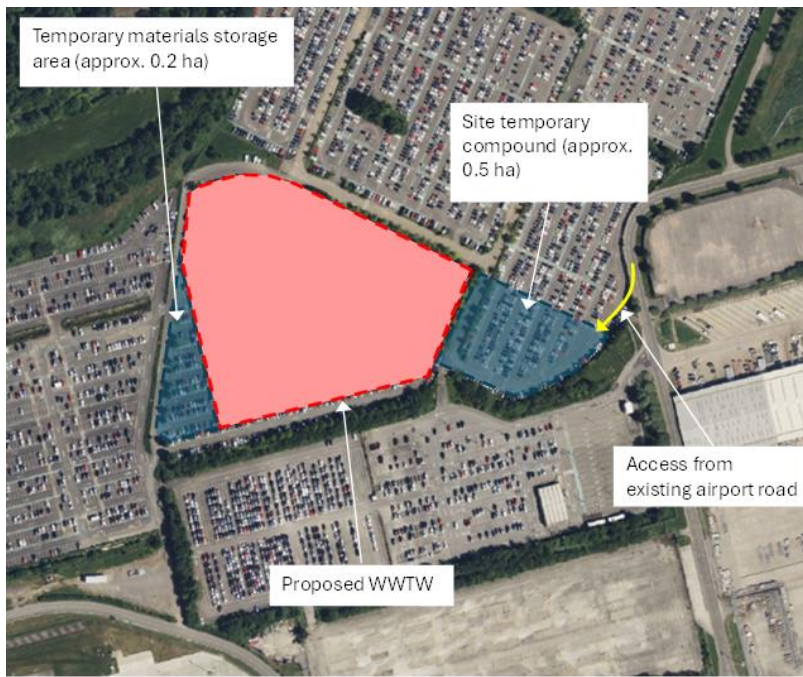 Temporary materials storage
area (approx. 0.2 ha)
Site temporary
compound (approx.
0.5 ha)
Access from
existing airport road
Proposed WWTW